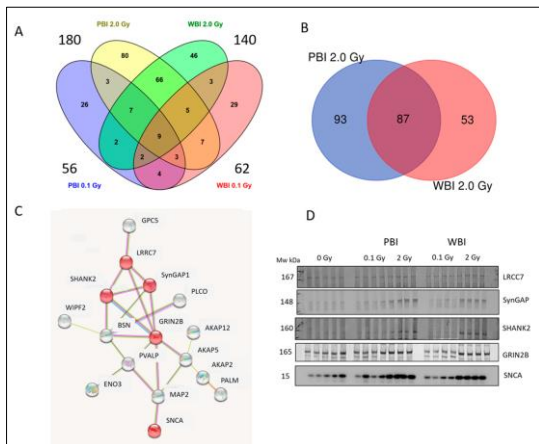 A
PBI 2.0 Gy
WBI 2.0 Gy
180
140
80
46
3
66
3
26
7
5
29
9
2
2
3
7
4
56
62
PBI 0.1 Gy
WBI 0.1 Gy
B
PBI 2.0 Gy
93
87
53
WBI 2.0 Gy
C
GPC5
LRRC7
SynGAP1
SHANK2
PLCO
WIPF2
BSN
GRIN2B
AKAP12
PVALP
AKAP5
AKAP2
ENO3
PALM
MAP2
SNCA
D
PBI
WBI
Mw kDa
0 Gy
0.1 Gy
2 Gy
0.1 Gy
2 Gy
167
LRCC7
148
SynGAP
160
SHANK2
165
GRIN2B
15
SNCA